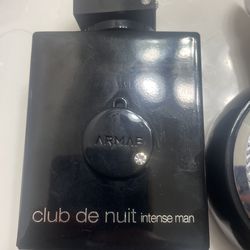 ARMAF
club de nuit intense man